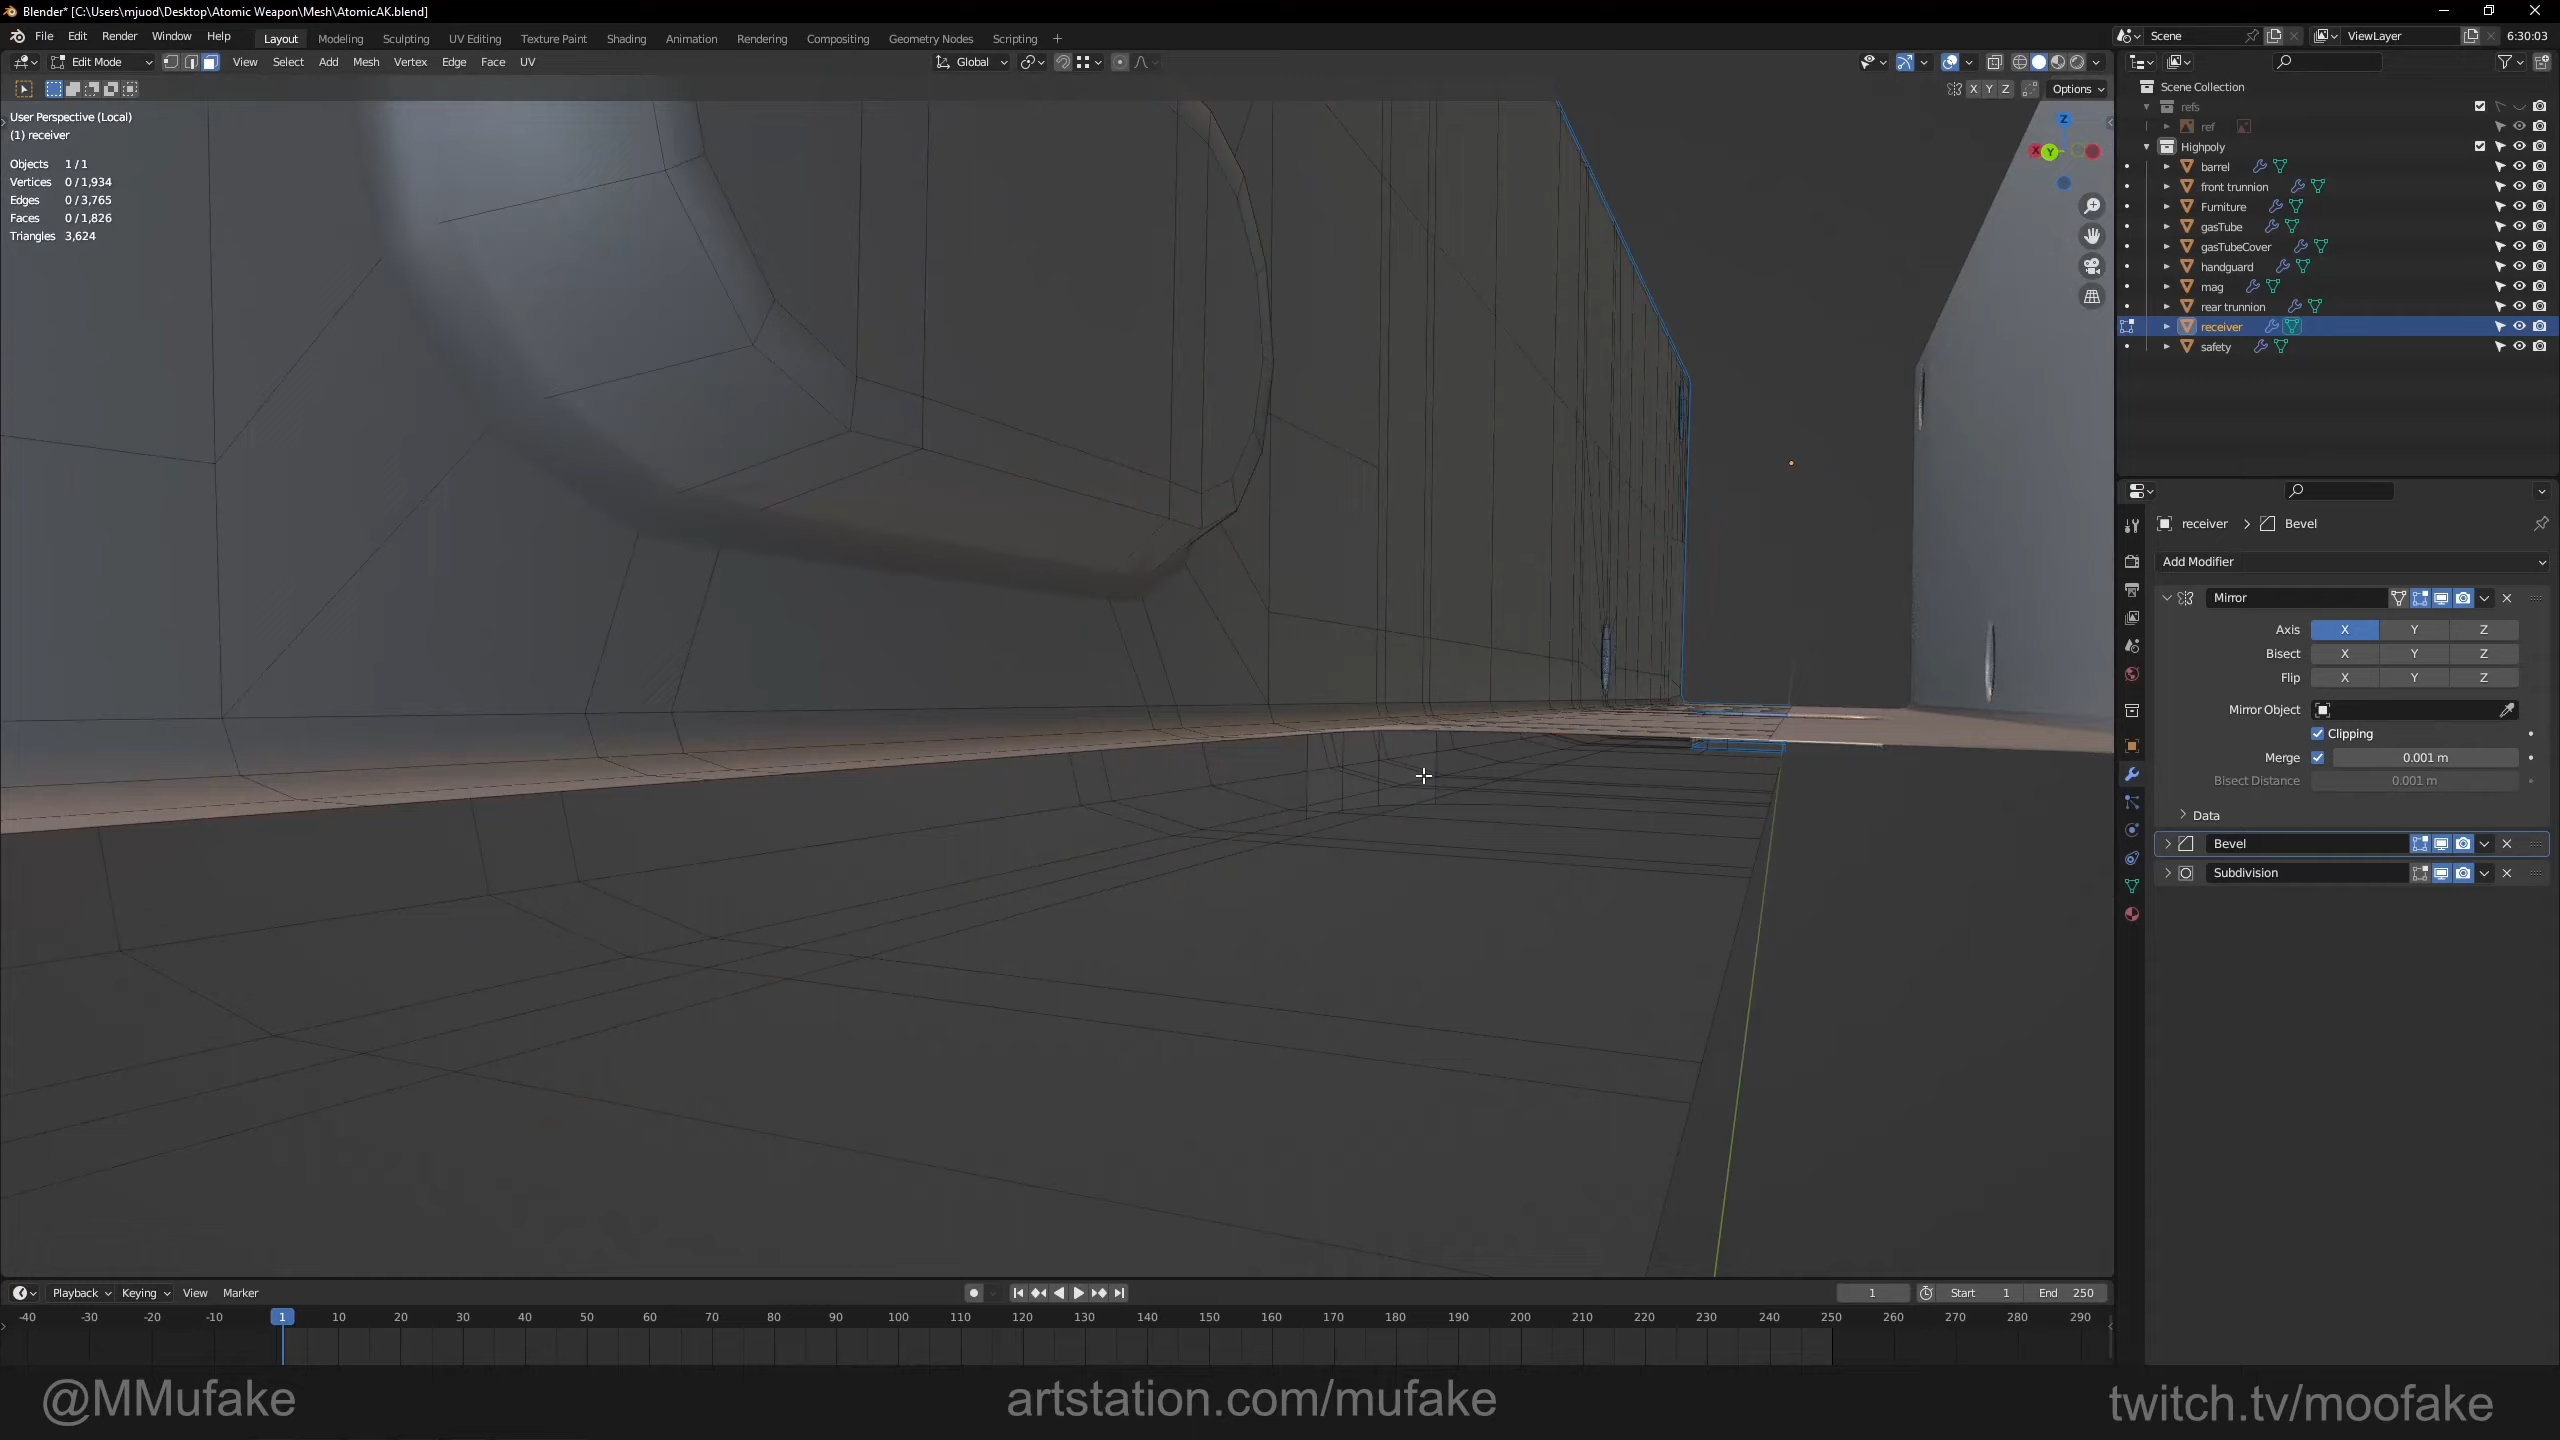 Blender* [C:\Users\mjuod\Desktop\Atomic Weapon\Mesh\AtomicAK.blend]
File Edit Render Window Help Layout Modeling Sculpting UV Editing Texture Paint Shading Animation Rendering Compositing Geometry Nodes Scripting + Scene ViewLayer 6:30:03
Edit Mode View Select Add Mesh Vertex Edge Face UV Global
X Y Z Options
User Perspective (Local)
(1) receiver
Objects 1 / 1
Vertices 0 / 1,934
Edges 0 / 3,765
Faces 0 / 1,826
Triangles 3,624
Z
X Y
Scene Collection
refs
ref
Highpoly
barrel
front trunnion
Furniture
gasTube
gasTubeCover
handguard
mag
rear trunnion
receiver
safety
receiver > Bevel
Add Modifier
Mirror
Axis X Y Z
Bisect X Y Z
Flip X Y Z
Mirror Object
Clipping
Merge 0.001 m
Bisect Distance 0.001 m
Data
Bevel
Subdivision
Playback Keying View Marker 1 Start 1 End 250
-40 -30 -20 -10 1 10 20 30 40 50 60 70 80 90 100 110 120 130 140 150 160 170 180 190 200 210 220 230 240 250 260 270 280 290
@MMufake artstation.com/mufake twitch.tv/moofake